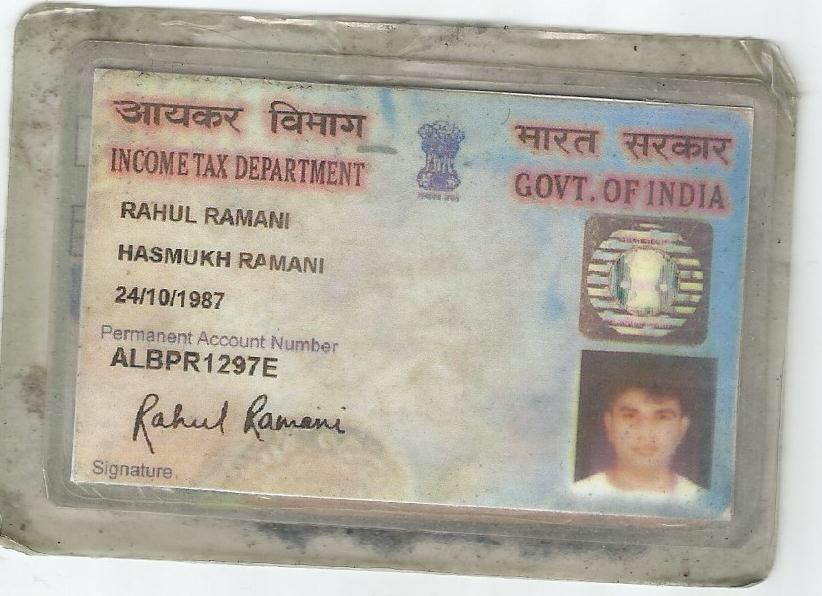 आयकर विभाग
INCOME TAX DEPARTMENT
भारत सरकार
GOVT. OF INDIA
RAHUL RAMANI
HASMUKH RAMANI
24/10/1987
Permanent Account Number
ALBPR1297E
Rahul Ramani
Signature